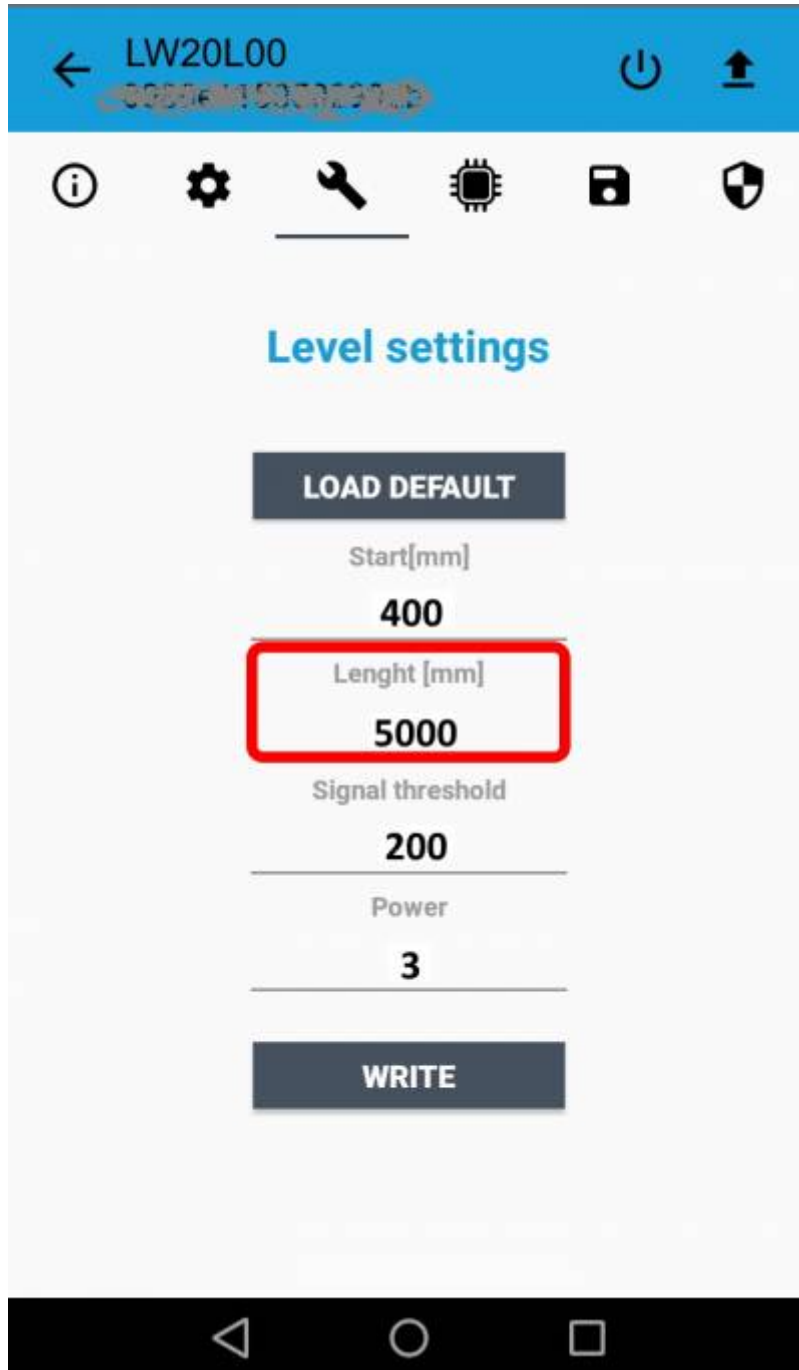 LW20L00
Level settings
LOAD DEFAULT
Start[mm]
400
Lenght [mm]
5000
Signal threshold
200
Power
3
WRITE